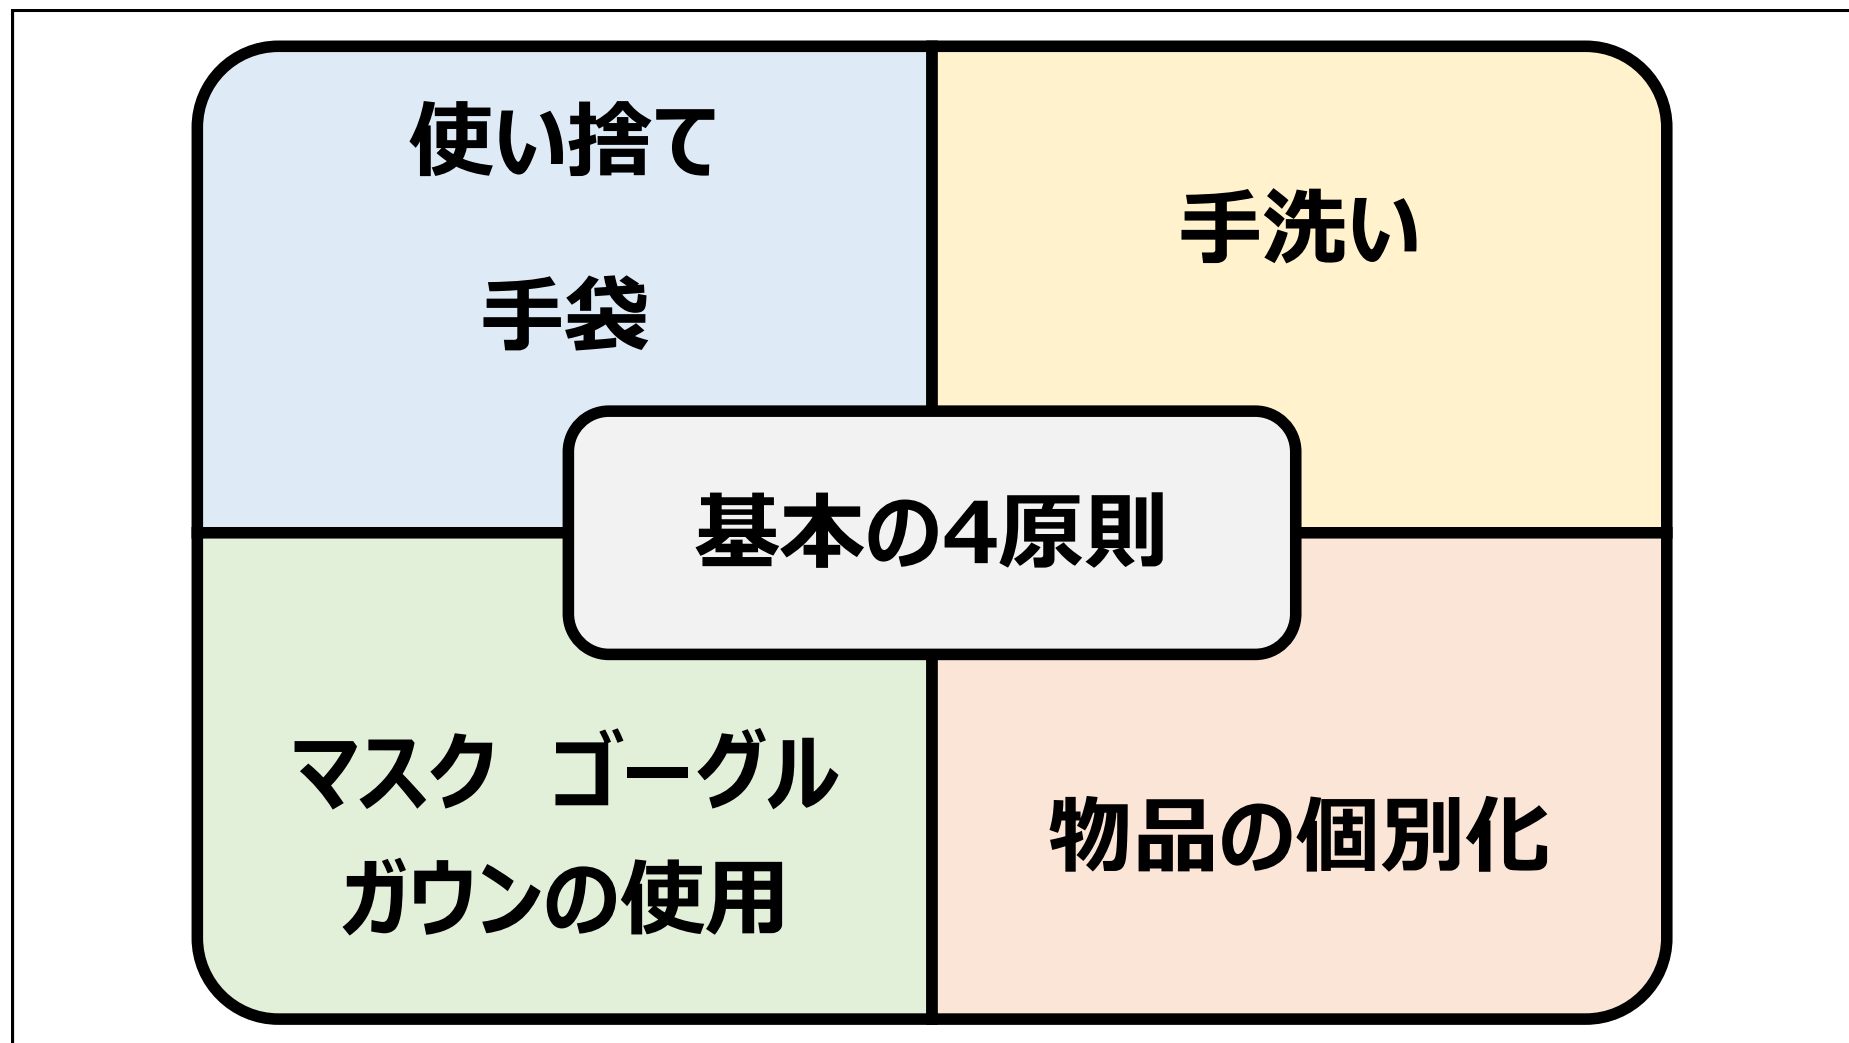 使い捨て
手袋
手洗い
基本の4原則
マスク ゴーグル
ガウンの使用
物品の個別化